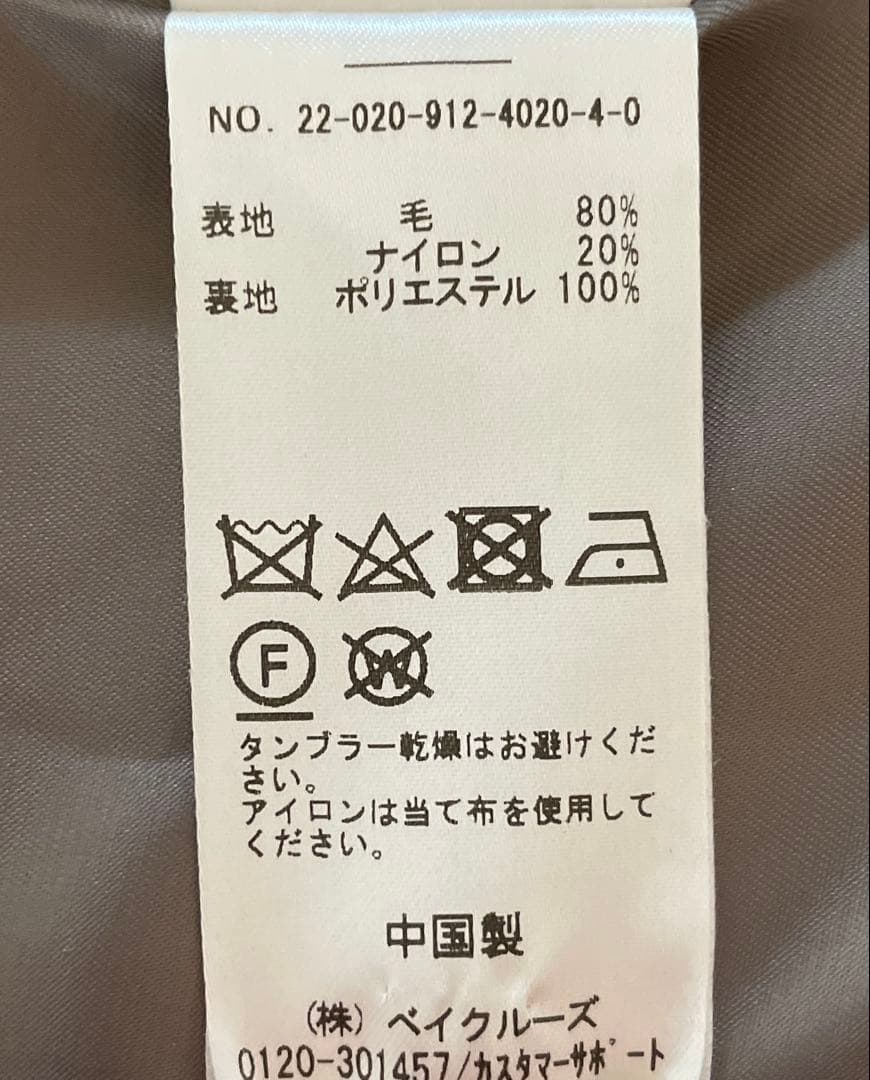 NO. 22-020-912-4020-4-0
表地 毛 80%
ナイロン 20%
裏地 ポリエステル 100%
F W
タンブラー乾燥はお避けくだ
さい。
アイロンは当て布を使用して
ください。
中国製
(株)ベイクルーズ
0120-301457/カスタマーサポート